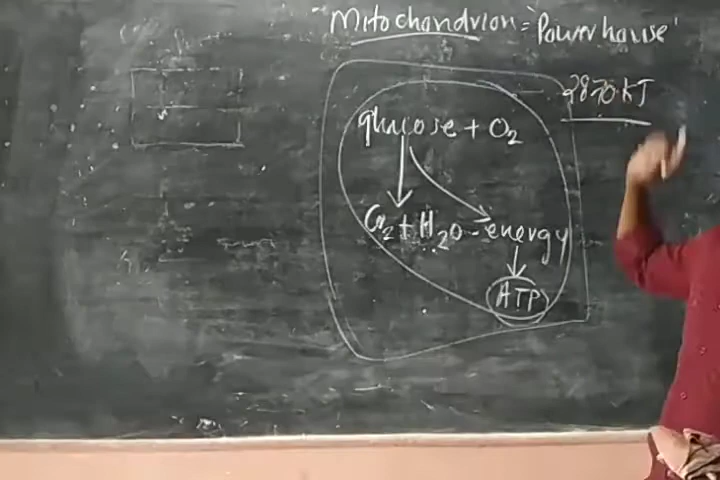 Mitochondrion = 'Powerhouse'
2870 KJ
glucose + O2
CO2 + H2O - energy
ATP